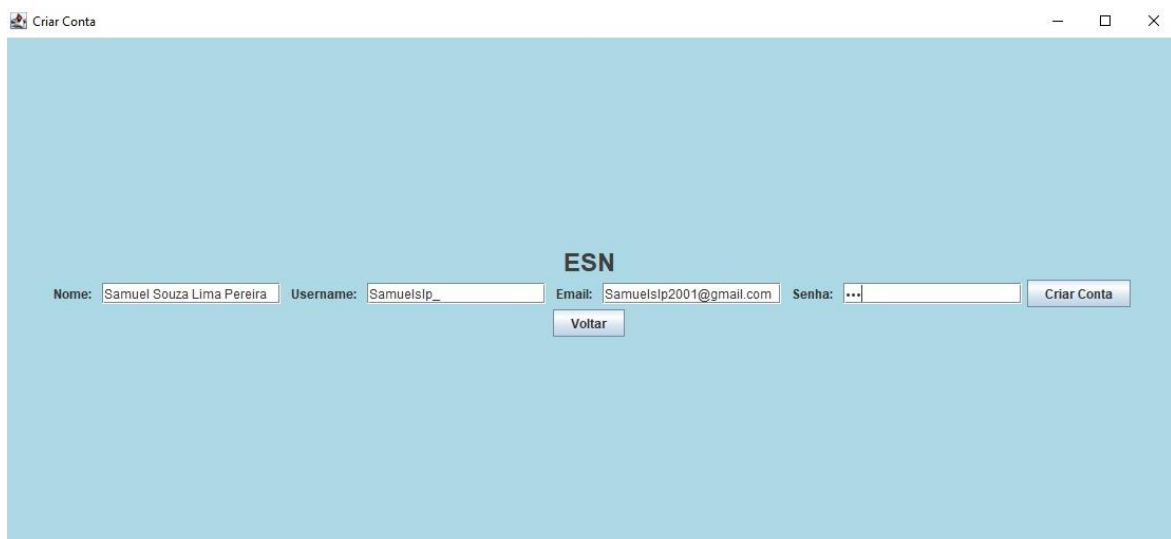 Criar Conta
ESN
Nome: Samuel Souza Lima Pereira Username: Samuelslp_ Email: Samuelslp2001@gmail.com Senha: ••• Criar Conta
Voltar